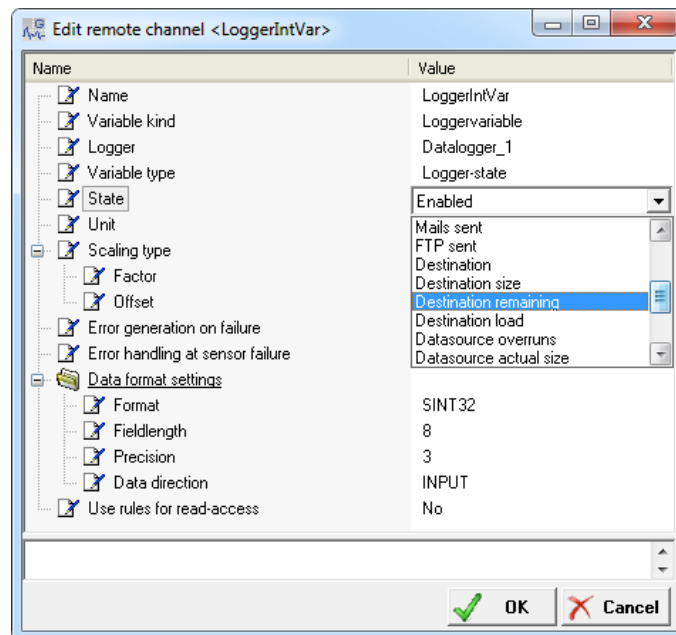 Edit remote channel <LoggerIntVar>
Name Value
Name LoggerIntVar
Variable kind Loggervariable
Logger Datalogger_1
Variable type Logger-state
State Enabled
Unit Mails sent
FTP sent
Scaling type Destination
Factor Destination size
Offset Destination remaining
Error generation on failure Destination load
Datasource overruns
Error handling at sensor failure Datasource actual size
Data format settings
Format SINT32
Fieldlength 8
Precision 3
Data direction INPUT
Use rules for read-access No
OK Cancel